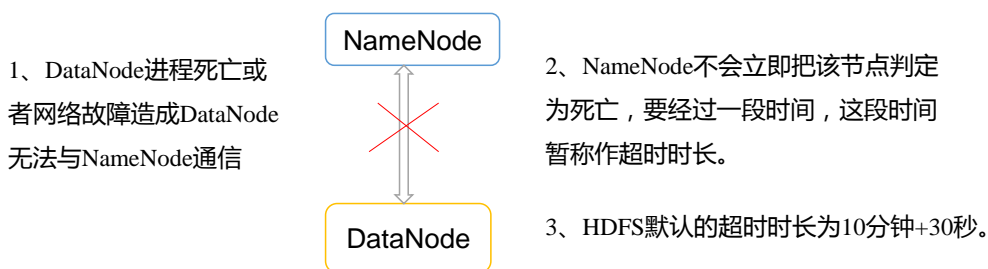 NameNode
1、DataNode进程死亡或
者网络故障造成DataNode
无法与NameNode通信
2、NameNode不会立即把该节点判定
为死亡，要经过一段时间，这段时间
暂称作超时时长。
DataNode
3、HDFS默认的超时时长为10分钟+30秒。